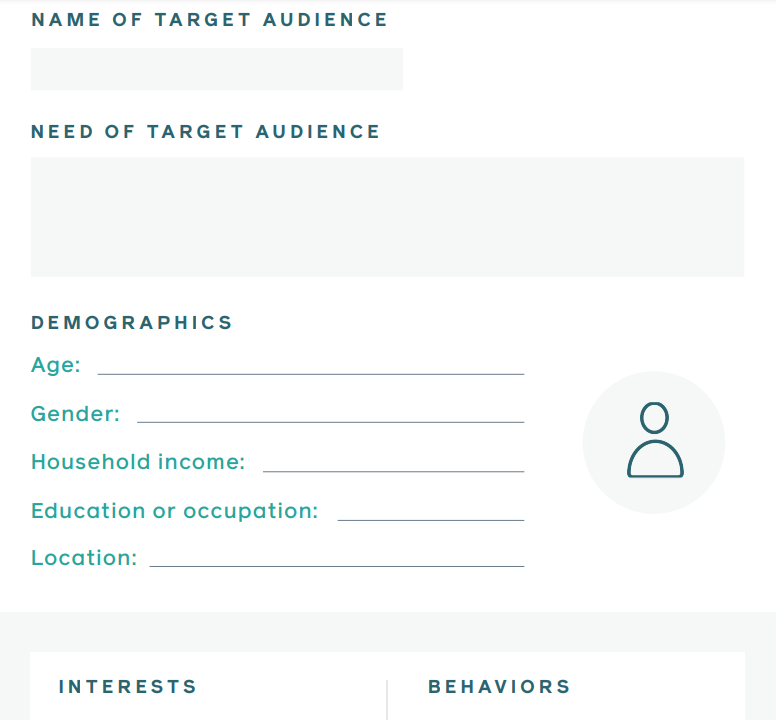 NAME OF TARGET AUDIENCE
NEED OF TARGET AUDIENCE
DEMOGRAPHICS
Age:
Gender:
Household income:
Education or occupation:
Location:
INTERESTS
BEHAVIORS